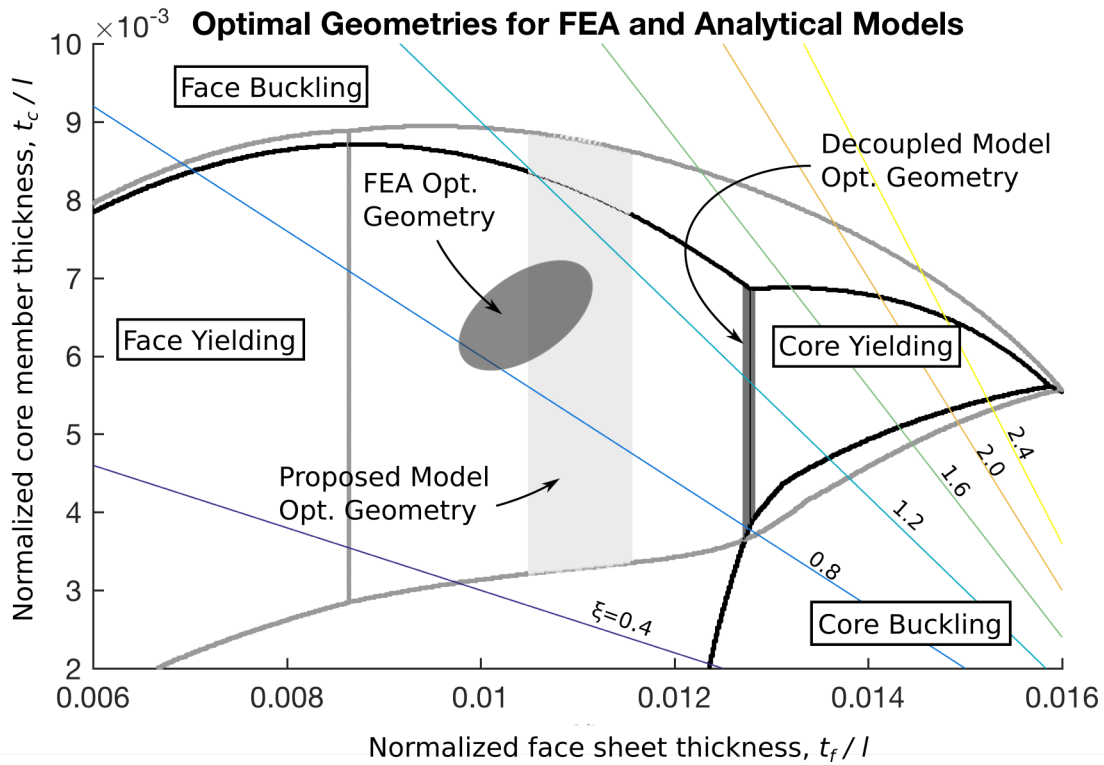 ×10⁻³
Optimal Geometries for FEA and Analytical Models
Normalized core member thickness, t_c / l
10
9
8
7
6
5
4
3
2
Face Buckling
FEA Opt.
Geometry
Decoupled Model
Opt. Geometry
Face Yielding
Core Yielding
Proposed Model
Opt. Geometry
2.4
2.0
1.6
1.2
0.8
ξ=0.4
Core Buckling
0.006
0.008
0.01
0.012
0.014
0.016
Normalized face sheet thickness, t_f / l